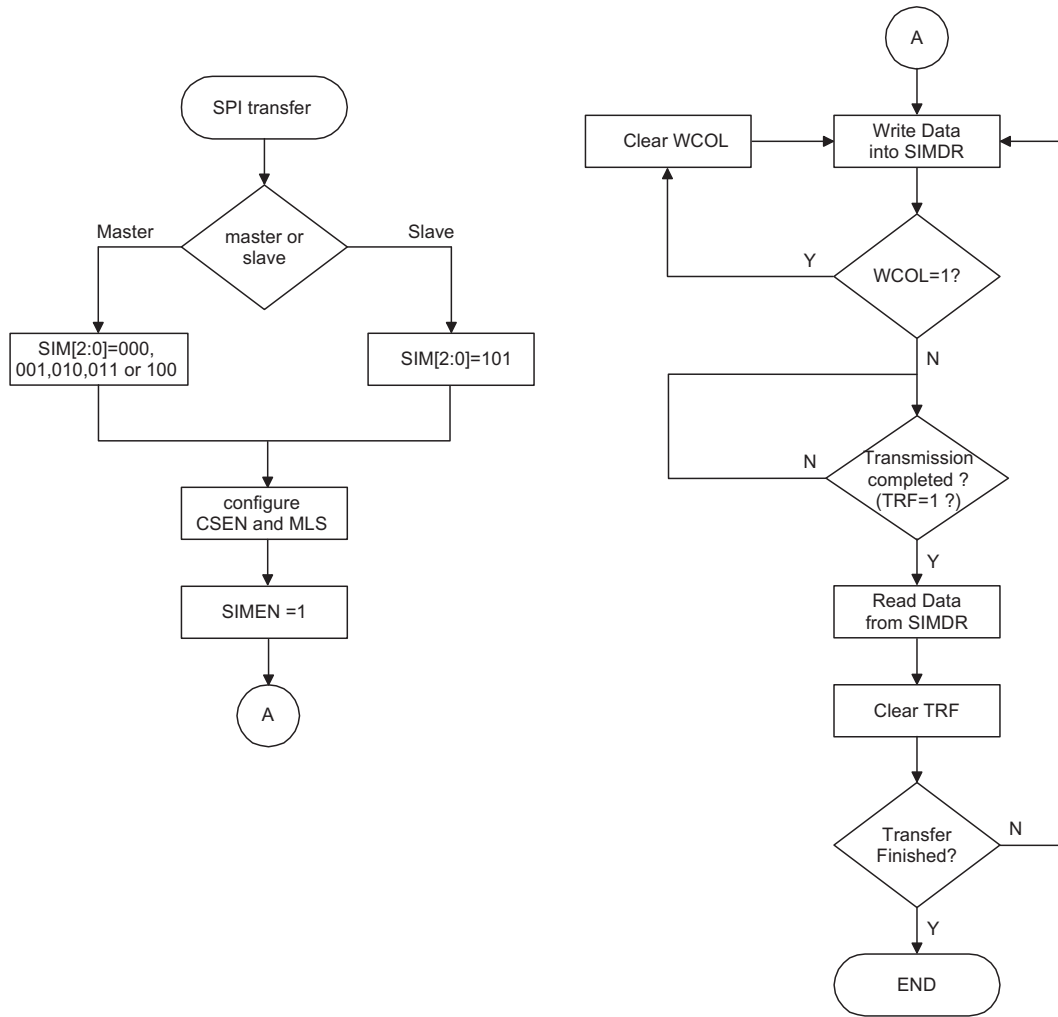 SPI transfer
master or
slave
Master
Slave
SIM[2:0]=000,
001,010,011 or 100
SIM[2:0]=101
configure
CSEN and MLS
SIMEN =1
A
A
Write Data
into SIMDR
Clear WCOL
WCOL=1?
Y
N
Transmission
completed ?
(TRF=1 ?)
N
Y
Read Data
from SIMDR
Clear TRF
Transfer
Finished?
N
Y
END